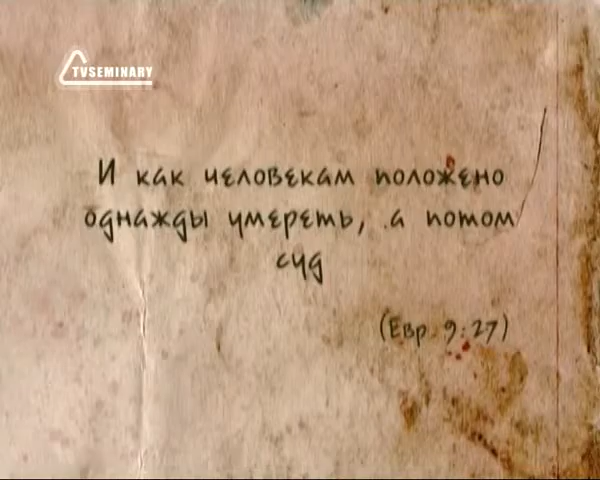 TVSEMINARY
И как человекам положено
однажды умереть, а потом
суд
(Евр. 9:27)